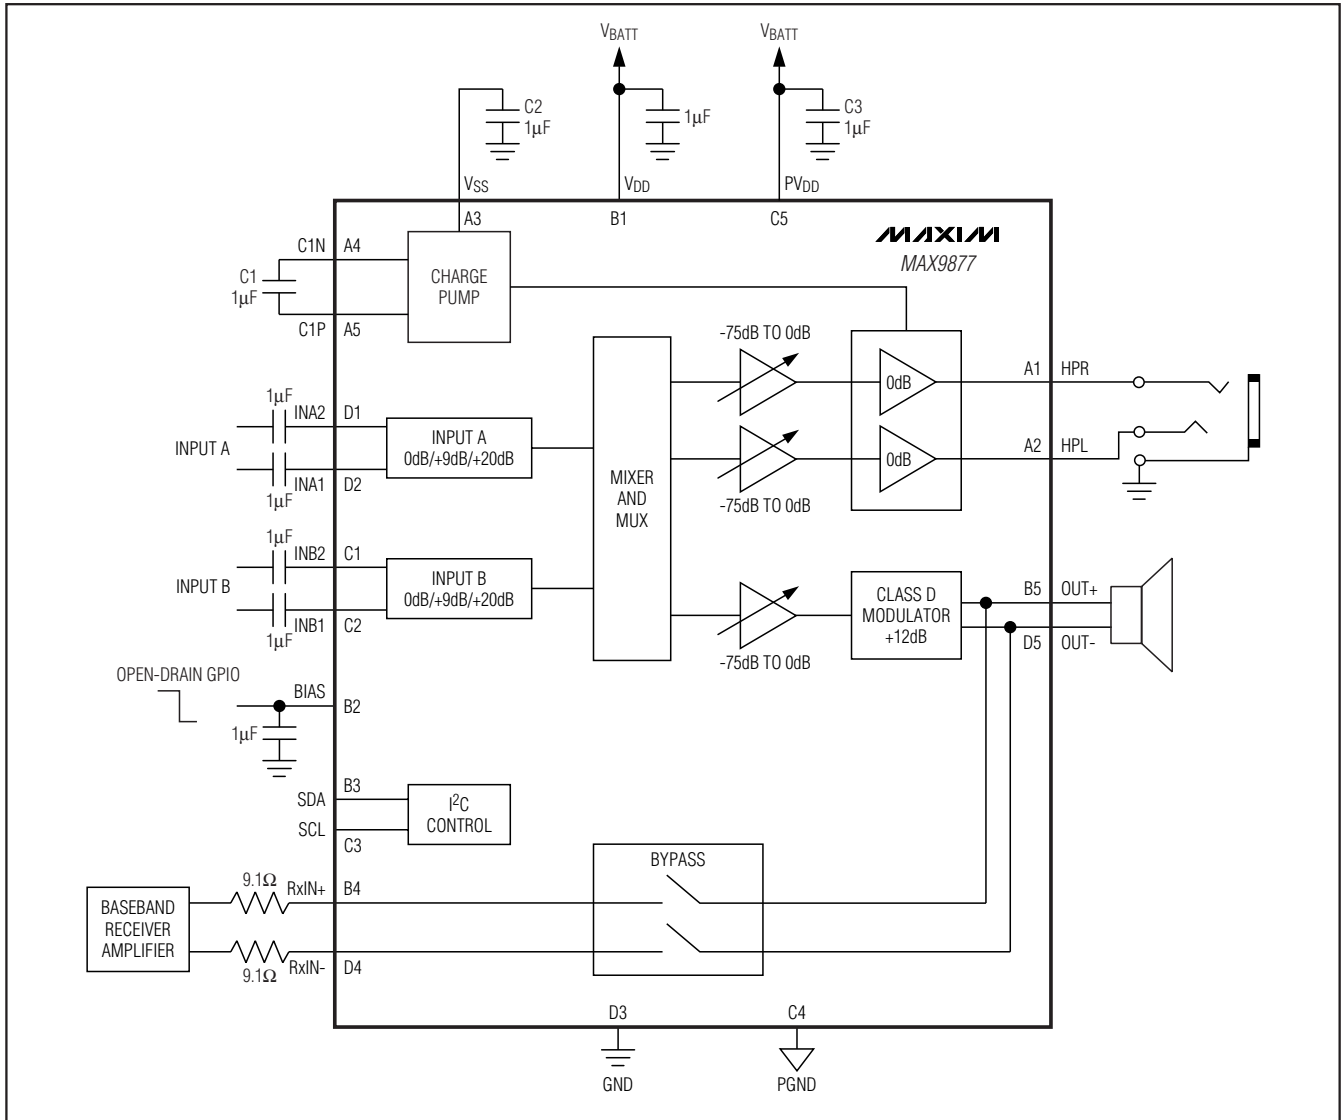 VBATT
VBATT
C2
1µF
1µF
C3
1µF
VSS
VDD
PVDD
A3
B1
C5
MAXIM
MAX9877
C1N
A4
C1
1µF
CHARGE
PUMP
C1P
A5
-75dB TO 0dB
0dB
A1
HPR
1µF
INA2
D1
INPUT A
INPUT A
0dB/+9dB/+20dB
INA1
D2
1µF
MIXER
AND
MUX
0dB
A2
HPL
-75dB TO 0dB
1µF
INB2
C1
INPUT B
INPUT B
0dB/+9dB/+20dB
INB1
C2
1µF
CLASS D
MODULATOR
+12dB
B5
OUT+
D5
OUT-
-75dB TO 0dB
OPEN-DRAIN GPIO
BIAS
B2
1µF
B3
SDA
SCL
C3
I²C
CONTROL
BYPASS
9.1Ω
RxIN+
B4
BASEBAND
RECEIVER
AMPLIFIER
9.1Ω
RxIN-
D4
D3
C4
GND
PGND